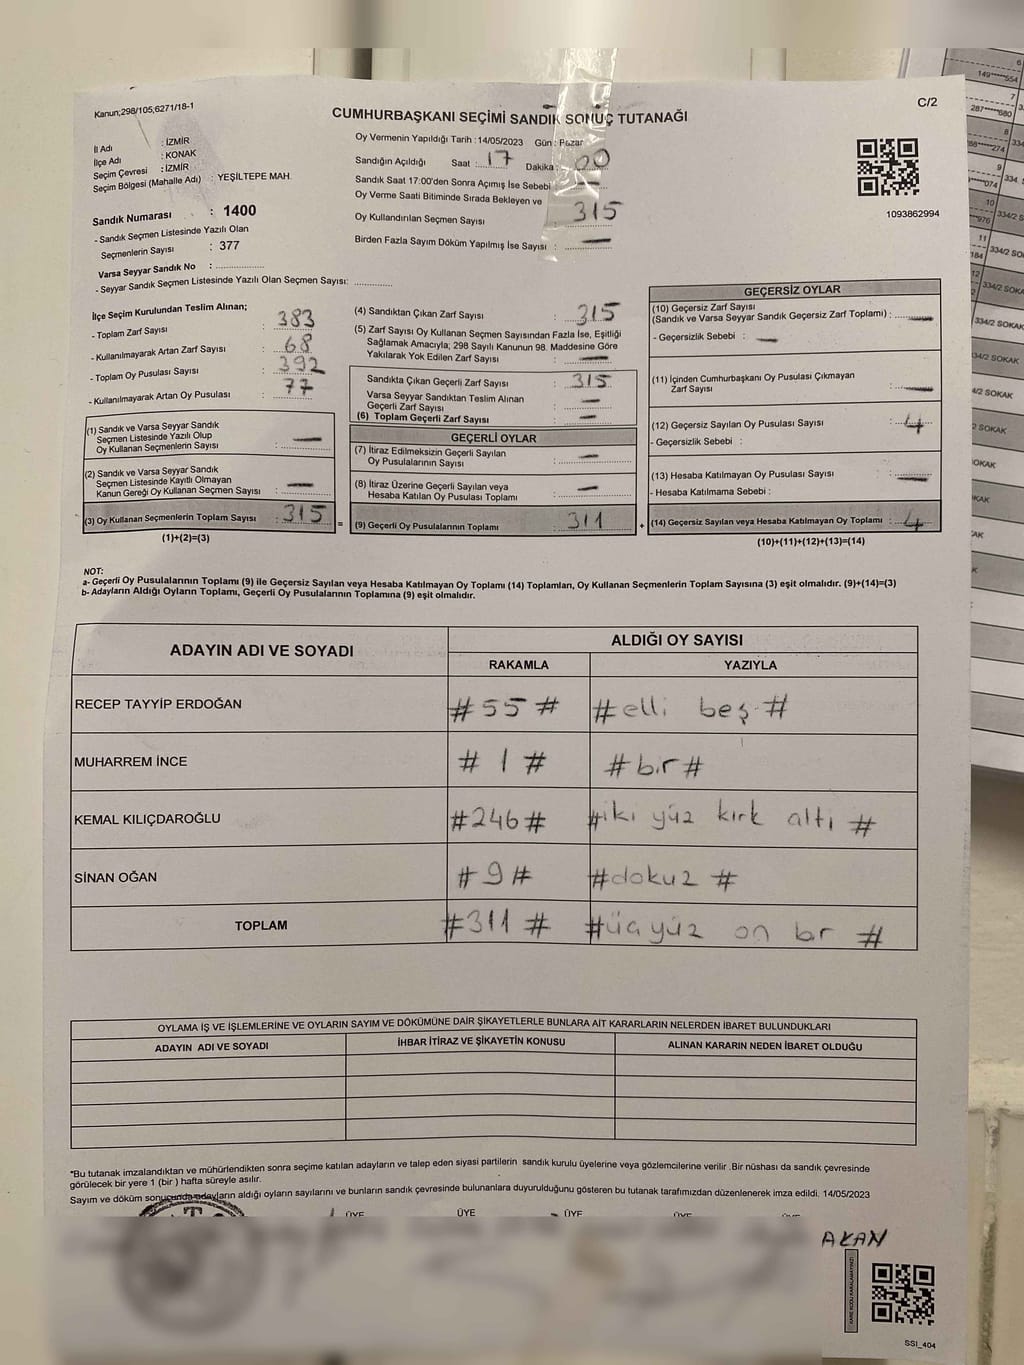 Kanun;298/105,6271/18-1
C/2
CUMHURBAŞKANI SEÇİMİ SANDIK SONUÇ TUTANAĞI
İl Adı : İZMİR
İlçe Adı : KONAK
Seçim Çevresi : İZMİR
Seçim Bölgesi (Mahalle Adı) : YEŞİLTEPE MAH.
Sandık Numarası : 1400
- Sandık Seçmen Listesinde Yazılı Olan
Seçmenlerin Sayısı : 377
Varsa Seyyar Sandık No : ................
- Seyyar Sandık Seçmen Listesinde Yazılı Olan Seçmen Sayısı: .............
Oy Vermenin Yapıldığı Tarih : 14/05/2023 Gün : Pazar
Sandığın Açıldığı Saat : 17 Dakika : 00
Sandık Saat 17:00'den Sonra Açımış İse Sebebi : —
Oy Verme Saati Bitiminde Sırada Bekleyen ve
Oy Kullandırılan Seçmen Sayısı 315
Birden Fazla Sayım Döküm Yapılmış İse Sayısı : —
1093862994
İlçe Seçim Kurulundan Teslim Alınan;
- Toplam Zarf Sayısı : 383
- Kullanılmayarak Artan Zarf Sayısı : 68
- Toplam Oy Pusulası Sayısı : 392
- Kullanılmayarak Artan Oy Pusulası : 77
(1) Sandık ve Varsa Seyyar Sandık
Seçmen Listesinde Yazılı Olup
Oy Kullanan Seçmenlerin Sayısı : —
(2) Sandık ve Varsa Seyyar Sandık
Seçmen Listesinde Kayıtlı Olmayan
Kanun Gereği Oy Kullanan Seçmen Sayısı : —
(3) Oy Kullanan Seçmenlerin Toplam Sayısı : 315
(1)+(2)=(3)
(4) Sandıktan Çıkan Zarf Sayısı : 315
(5) Zarf Sayısı Oy Kullanan Seçmen Sayısından Fazla İse, Eşitliği
Sağlamak Amacıyla; 298 Sayılı Kanunun 98. Maddesine Göre
Yakılarak Yok Edilen Zarf Sayısı : —
Sandıkta Çıkan Geçerli Zarf Sayısı : 315
Varsa Seyyar Sandıktan Teslim Alınan
Geçerli Zarf Sayısı : —
(6) Toplam Geçerli Zarf Sayısı : —
GEÇERLİ OYLAR
(7) İtiraz Edilmeksizin Geçerli Sayılan
Oy Pusulalarının Sayısı : —
(8) İtiraz Üzerine Geçerli Sayılan veya
Hesaba Katılan Oy Pusulası Toplamı : —
= (9) Geçerli Oy Pusulalarının Toplamı : 311 +
GEÇERSİZ OYLAR
(10) Geçersiz Zarf Sayısı
(Sandık ve Varsa Seyyar Sandık Geçersiz Zarf Toplamı) : —
- Geçersizlik Sebebi : —
(11) İçinden Cumhurbaşkanı Oy Pusulası Çıkmayan
Zarf Sayısı : —
(12) Geçersiz Sayılan Oy Pusulası Sayısı : 4
- Geçersizlik Sebebi :
(13) Hesaba Katılmayan Oy Pusulası Sayısı : —
- Hesaba Katılmama Sebebi :
(14) Geçersiz Sayılan veya Hesaba Katılmayan Oy Toplamı : 4
(10)+(11)+(12)+(13)=(14)
NOT:
a- Geçerli Oy Pusulalarının Toplamı (9) ile Geçersiz Sayılan veya Hesaba Katılmayan Oy Toplamı (14) Toplamları, Oy Kullanan Seçmenlerin Toplam Sayısına (3) eşit olmalıdır. (9)+(14)=(3)
b- Adayların Aldığı Oyların Toplamı, Geçerli Oy Pusulalarının Toplamına (9) eşit olmalıdır.
ADAYIN ADI VE SOYADI ALDIĞI OY SAYISI
RAKAMLA YAZIYLA
RECEP TAYYİP ERDOĞAN #55# #elli beş#
MUHARREM İNCE #1# #bir#
KEMAL KILIÇDAROĞLU #246# #iki yüz kırk altı#
SİNAN OĞAN #9# #dokuz#
TOPLAM #311# #üçyüz on bir#
OYLAMA İŞ VE İŞLEMLERİNE VE OYLARIN SAYIM VE DÖKÜMÜNE DAİR ŞİKAYETLERLE BUNLARA AİT KARARLARIN NELERDEN İBARET BULUNDUKLARI
ADAYIN ADI VE SOYADI İHBAR İTİRAZ VE ŞİKAYETİN KONUSU ALINAN KARARIN NEDEN İBARET OLDUĞU
*Bu tutanak imzalandıktan ve mühürlendikten sonra seçime katılan adayların ve talep eden siyasi partilerin sandık kurulu üyelerine veya gözlemcilerine verilir .Bir nüshası da sandık çevresinde
görülecek bir yere 1 (bir ) hafta süreyle asılır.
Sayım ve döküm sonucunda adayların aldığı oyların sayılarını ve bunların sandık çevresinde bulunanlara duyurulduğunu gösteren bu tutanak tarafımızdan düzenlenerek imza edildi. 14/05/2023
ÜYE ÜYE ÜYE ÜYE
AKAN
KARE KODU KARALAMAYINIZ!
SSI_404